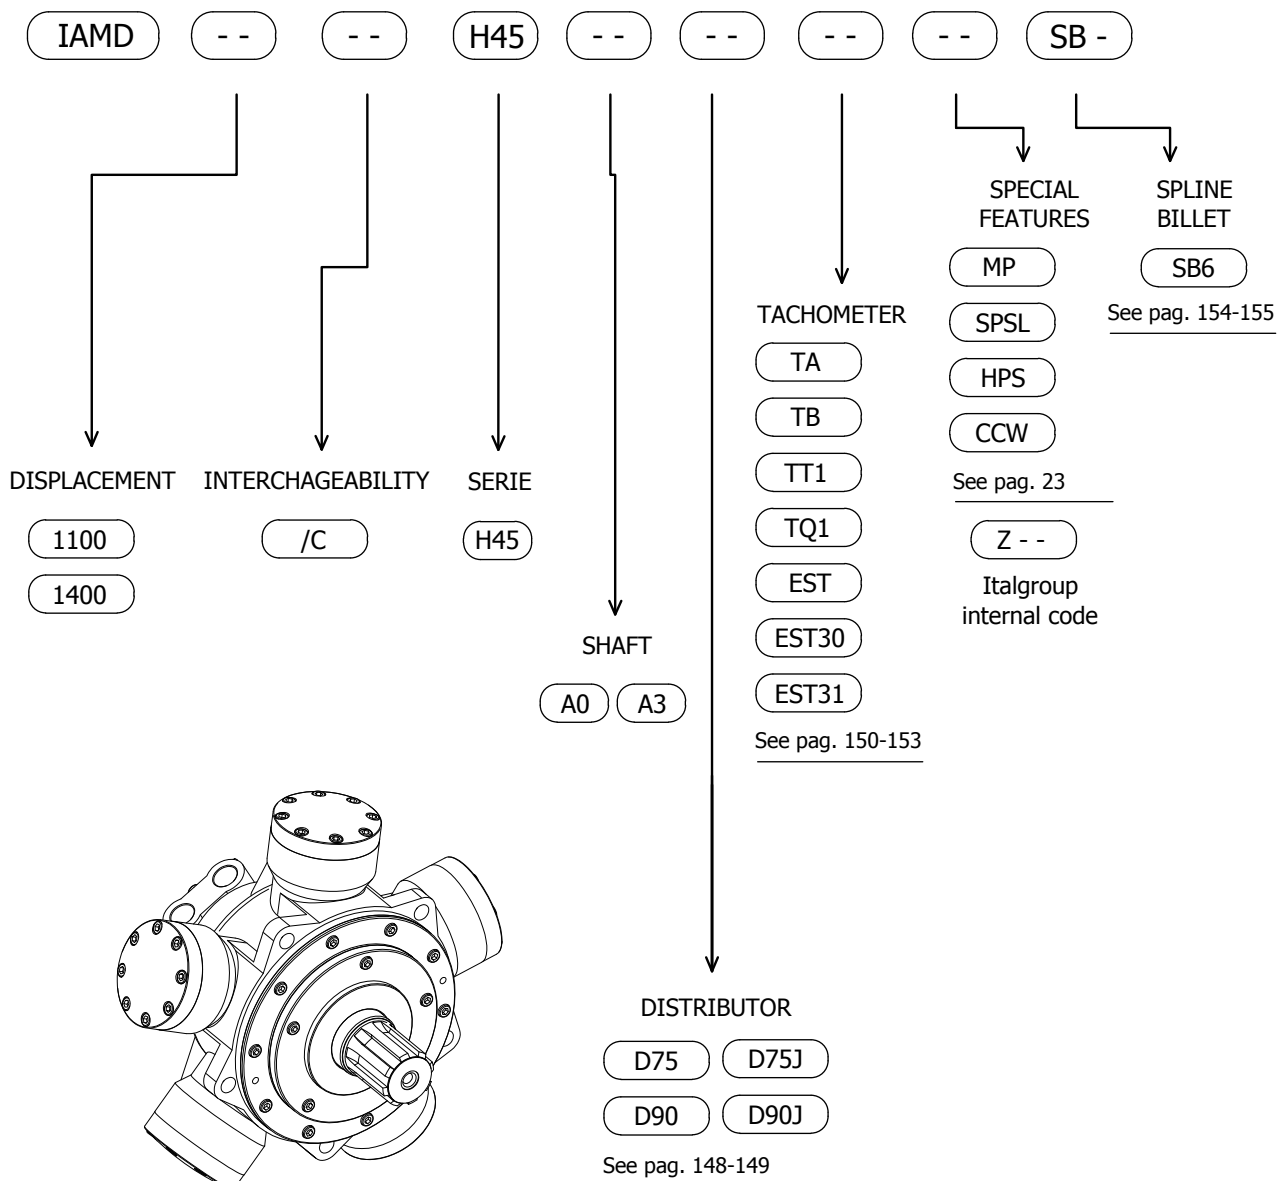 IAMD - - - - H45 - - - - - - - - SB -
SPECIAL
FEATURES
MP
SPSL
HPS
CCW
See pag. 23
Z - -
Italgroup
internal code
SPLINE
BILLET
SB6
See pag. 154-155
TACHOMETER
TA
TB
TT1
TQ1
EST
EST30
EST31
See pag. 150-153
DISPLACEMENT
1100
1400
INTERCHAGEABILITY
/C
SERIE
H45
SHAFT
A0 A3
DISTRIBUTOR
D75 D75J
D90 D90J
See pag. 148-149